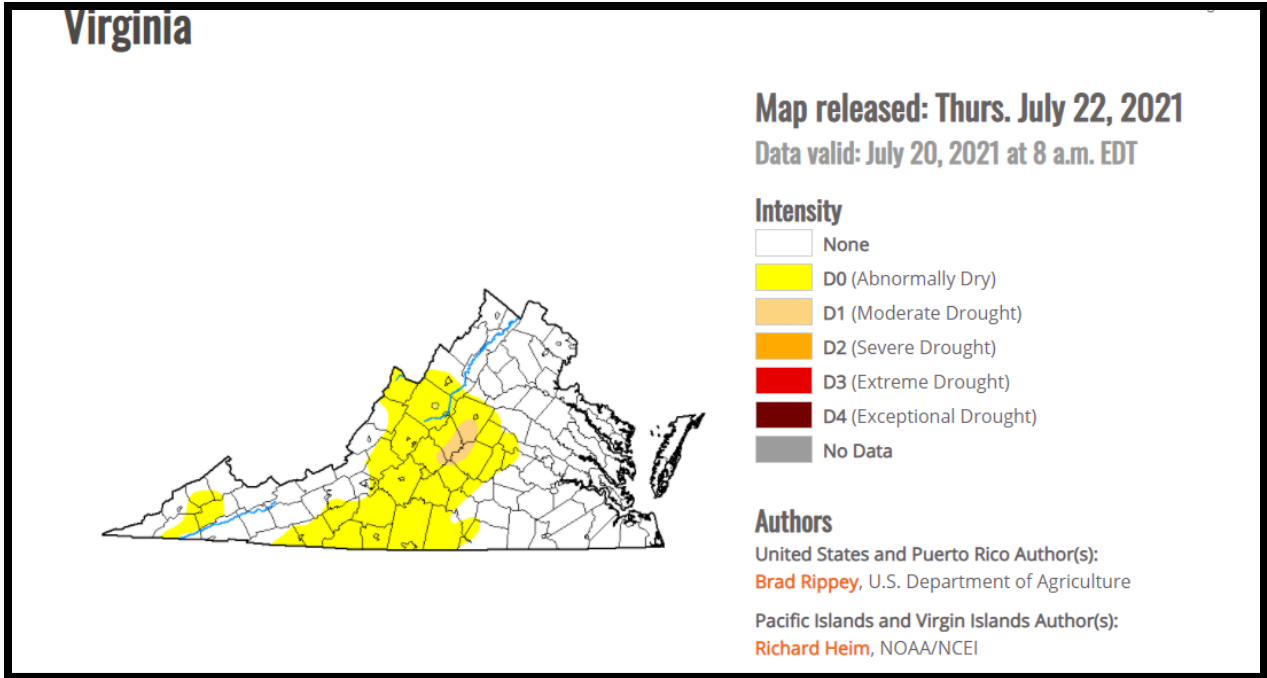 Virginia
Map released: Thurs. July 22, 2021
Data valid: July 20, 2021 at 8 a.m. EDT
Intensity
None
D0 (Abnormally Dry)
D1 (Moderate Drought)
D2 (Severe Drought)
D3 (Extreme Drought)
D4 (Exceptional Drought)
No Data
Authors
United States and Puerto Rico Author(s):
Brad Rippey, U.S. Department of Agriculture
Pacific Islands and Virgin Islands Author(s):
Richard Heim, NOAA/NCEI